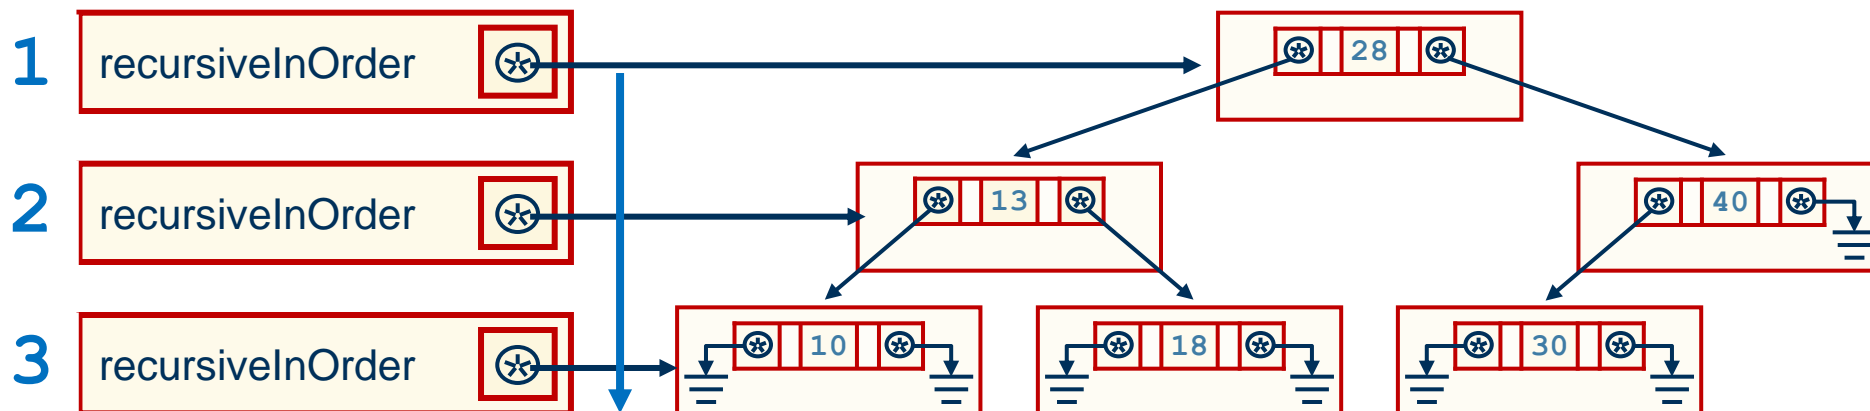 1 recursiveInOrder 28
2 recursiveInOrder 13 40
3 recursiveInOrder 10 18 30